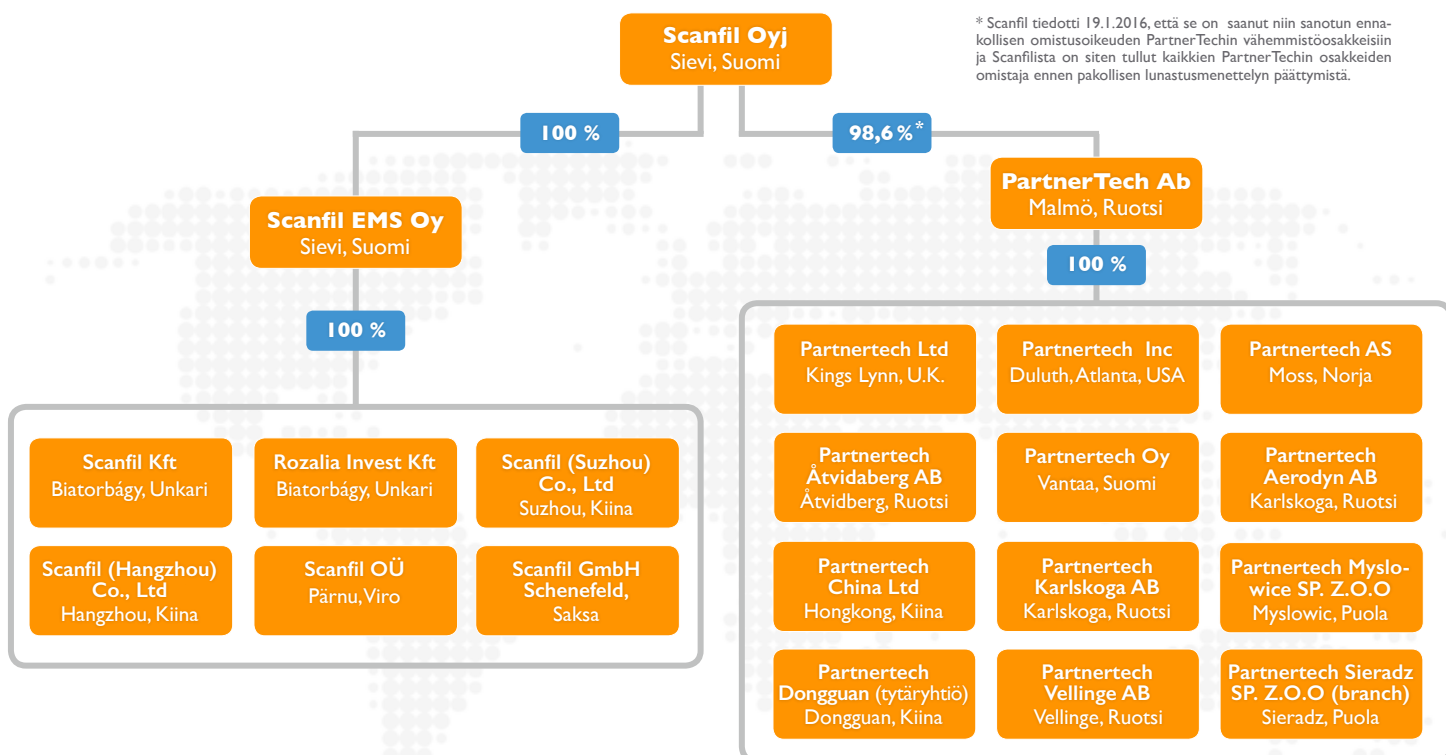 Scanfil Oyj
Sievi, Suomi
* Scanfil tiedotti 19.1.2016, että se on saanut niin sanotun enna-
kollisen omistusoikeuden PartnerTechin vähemmistöosakkeisiin
ja Scanfilista on siten tullut kaikkien PartnerTechin osakkeiden
omistaja ennen pakollisen lunastusmenettelyn päättymistä.
100 %
98,6 %*
Scanfil EMS Oy
Sievi, Suomi
PartnerTech Ab
Malmö, Ruotsi
100 %
100 %
Scanfil Kft
Biatorbágy, Unkari
Rozalia Invest Kft
Biatorbágy, Unkari
Scanfil (Suzhou)
Co., Ltd
Suzhou, Kiina
Scanfil (Hangzhou)
Co., Ltd
Hangzhou, Kiina
Scanfil OÜ
Pärnu, Viro
Scanfil GmbH
Schenefeld,
Saksa
Partnertech Ltd
Kings Lynn, U.K.
Partnertech Inc
Duluth, Atlanta, USA
Partnertech AS
Moss, Norja
Partnertech
Åtvidaberg AB
Åtvidberg, Ruotsi
Partnertech Oy
Vantaa, Suomi
Partnertech
Aerodyn AB
Karlskoga, Ruotsi
Partnertech
China Ltd
Hongkong, Kiina
Partnertech
Karlskoga AB
Karlskoga, Ruotsi
Partnertech Myslo-
wice SP. Z.O.O
Myslowic, Puola
Partnertech
Dongguan (tytäryhtiö)
Dongguan, Kiina
Partnertech
Vellinge AB
Vellinge, Ruotsi
Partnertech Sieradz
SP. Z.O.O (branch)
Sieradz, Puola